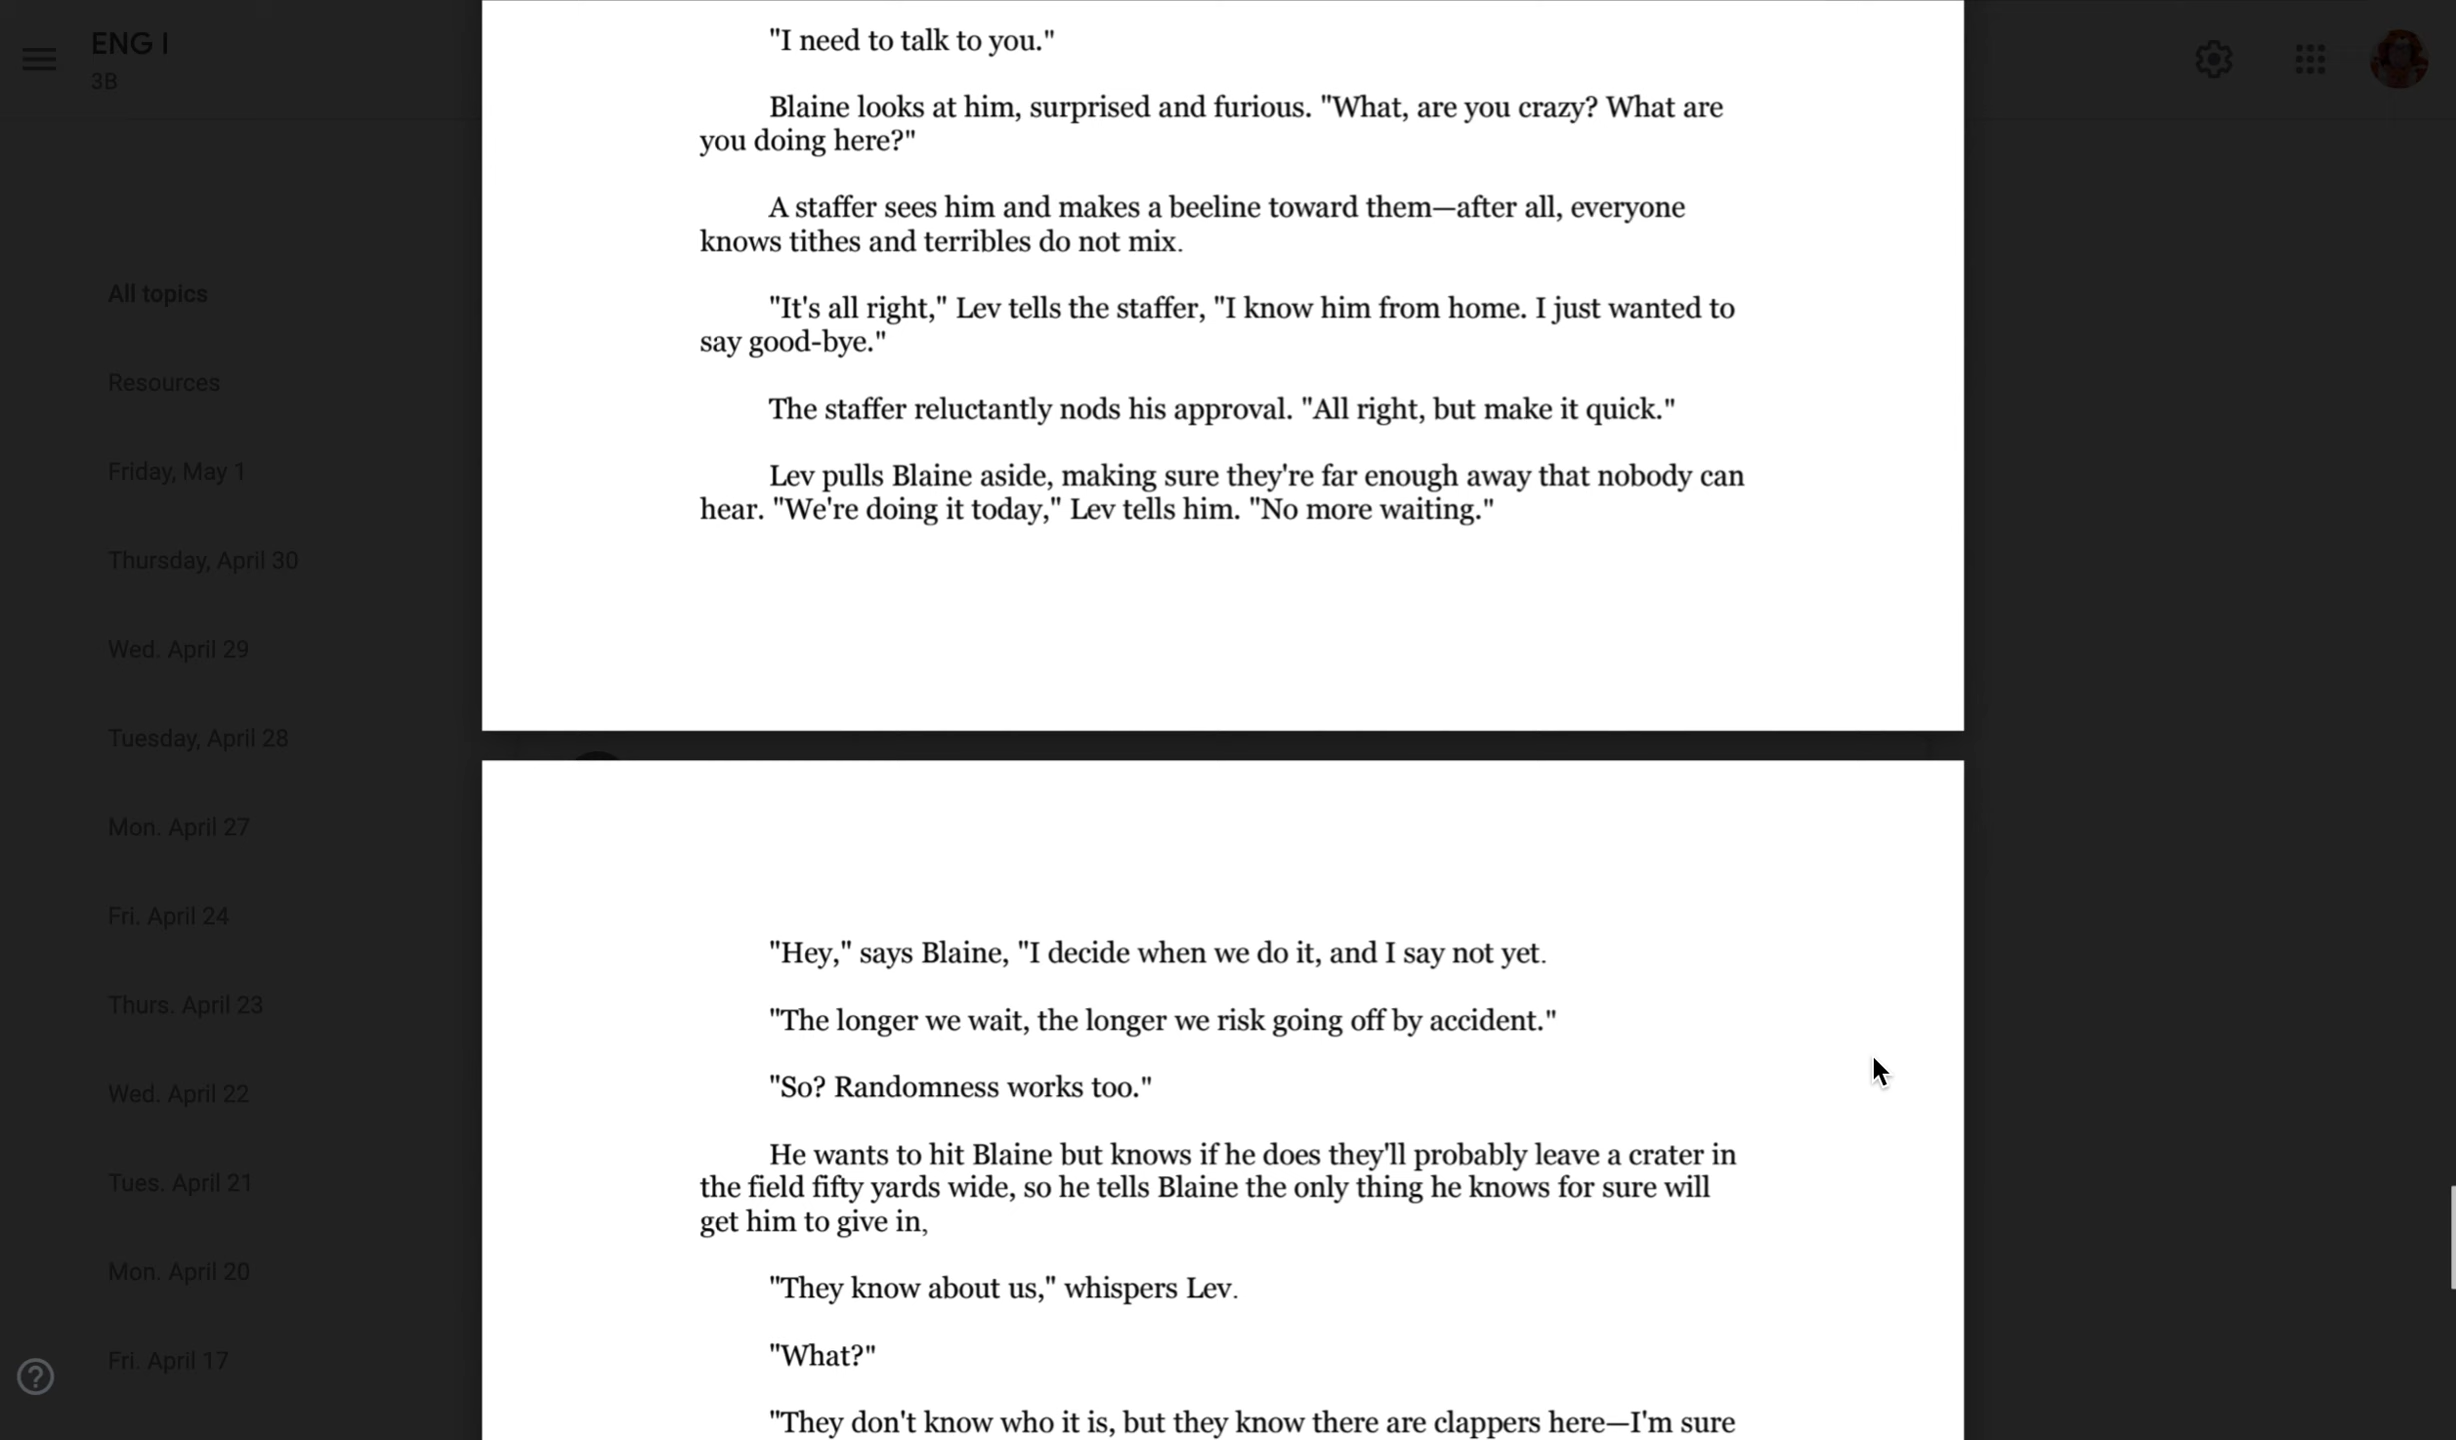 ENG I
3B
All topics
Resources
Friday, May 1
Thursday, April 30
Wed. April 29
Tuesday, April 28
Mon. April 27
Fri. April 24
Thurs. April 23
Wed. April 22
Tues. April 21
Mon. April 20
Fri. April 17
"I need to talk to you."
Blaine looks at him, surprised and furious. "What, are you crazy? What are
you doing here?"
A staffer sees him and makes a beeline toward them—after all, everyone
knows tithes and terribles do not mix.
"It's all right," Lev tells the staffer, "I know him from home. I just wanted to
say good-bye."
The staffer reluctantly nods his approval. "All right, but make it quick."
Lev pulls Blaine aside, making sure they're far enough away that nobody can
hear. "We're doing it today," Lev tells him. "No more waiting."
"Hey," says Blaine, "I decide when we do it, and I say not yet.
"The longer we wait, the longer we risk going off by accident."
"So? Randomness works too."
He wants to hit Blaine but knows if he does they'll probably leave a crater in
the field fifty yards wide, so he tells Blaine the only thing he knows for sure will
get him to give in,
"They know about us," whispers Lev.
"What?"
"They don't know who it is, but they know there are clappers here—I'm sure